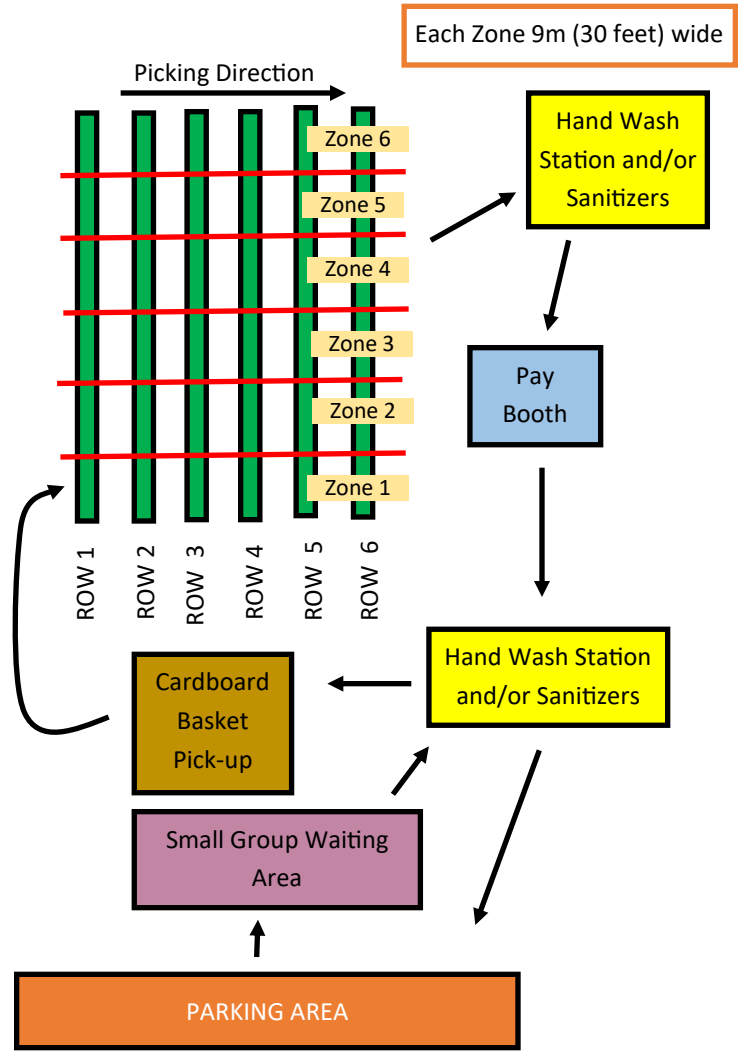 Each Zone 9m (30 feet) wide
Picking Direction
Zone 6
Zone 5
Zone 4
Zone 3
Zone 2
Zone 1
ROW 1
ROW 2
ROW 3
ROW 4
ROW 5
ROW 6
Hand Wash
Station and/or
Sanitizers
Pay
Booth
Hand Wash Station
and/or Sanitizers
Cardboard
Basket
Pick-up
Small Group Waiting
Area
PARKING AREA